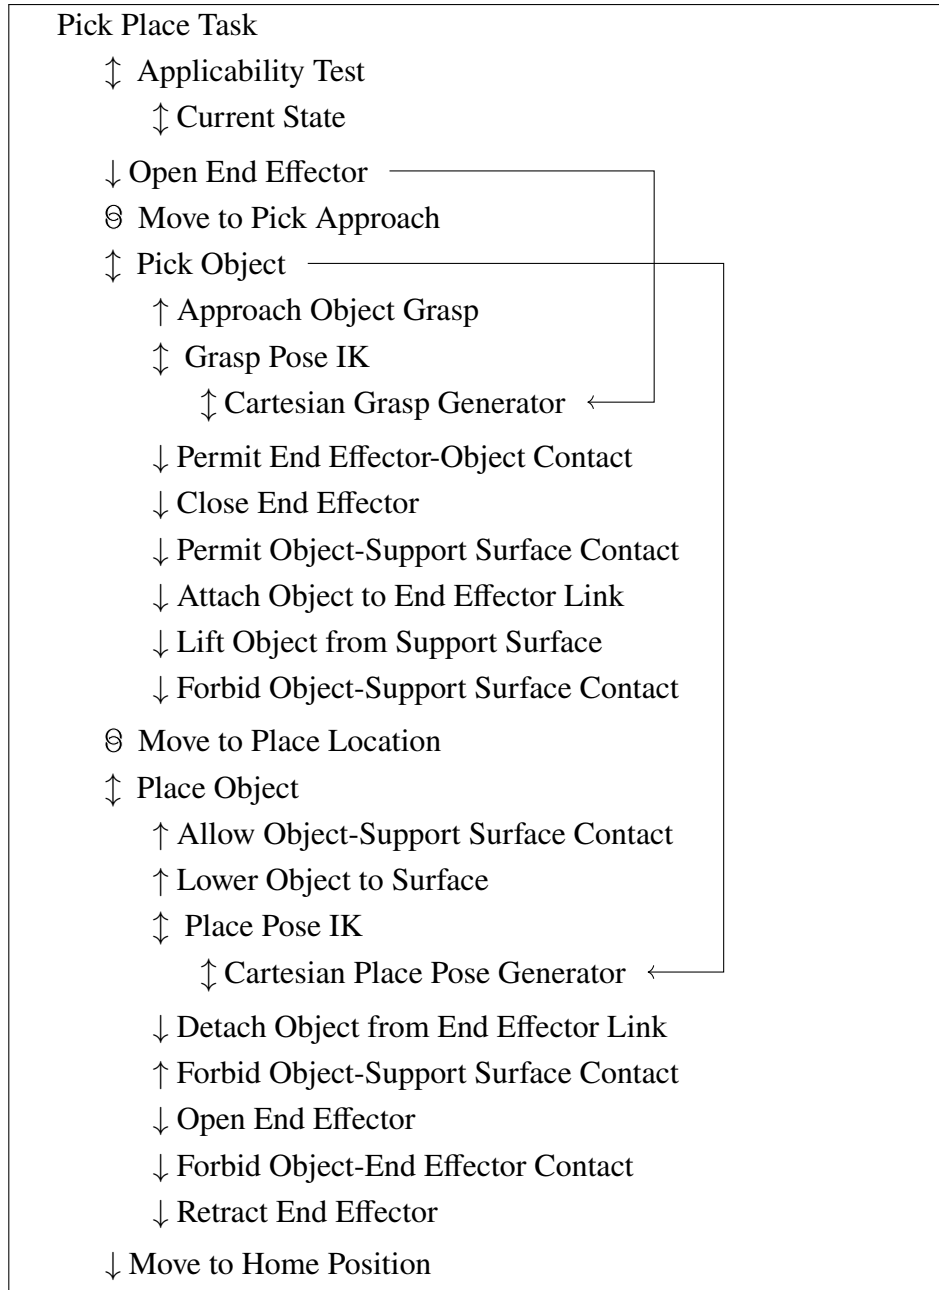 Pick Place Task
↕ Applicability Test
↕ Current State
↓ Open End Effector
∞ Move to Pick Approach
↕ Pick Object
↑ Approach Object Grasp
↕ Grasp Pose IK
↕ Cartesian Grasp Generator
↓ Permit End Effector-Object Contact
↓ Close End Effector
↓ Permit Object-Support Surface Contact
↓ Attach Object to End Effector Link
↓ Lift Object from Support Surface
↓ Forbid Object-Support Surface Contact
∞ Move to Place Location
↕ Place Object
↑ Allow Object-Support Surface Contact
↑ Lower Object to Surface
↕ Place Pose IK
↕ Cartesian Place Pose Generator
↓ Detach Object from End Effector Link
↑ Forbid Object-Support Surface Contact
↓ Open End Effector
↓ Forbid Object-End Effector Contact
↓ Retract End Effector
↓ Move to Home Position